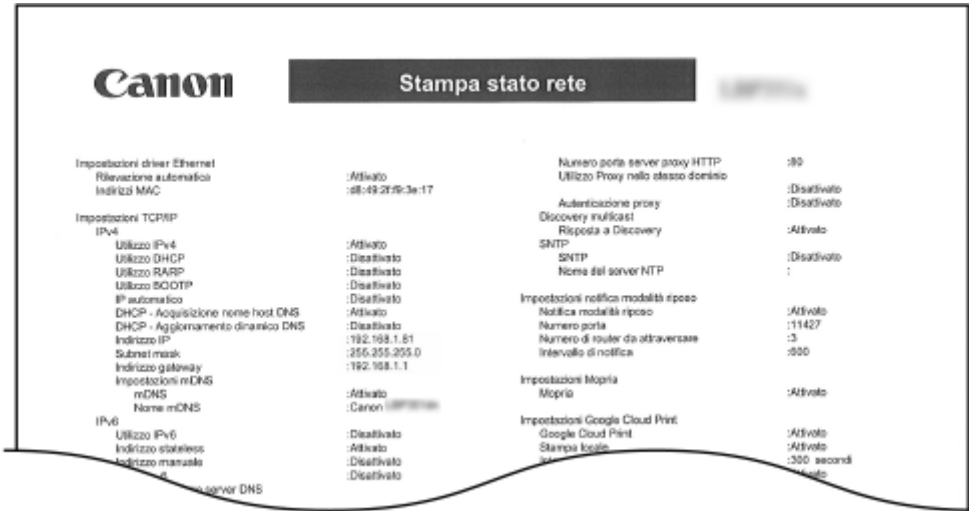 Canon
Stampa stato rete
Impostazioni driver Ethernet
Rilevazione automatica :Attivato
Indirizzi MAC :d8:49:2f:f9:3e:17
Impostazioni TCP/IP
IPv4
Utilizzo IPv4 :Attivato
Utilizzo DHCP :Disattivato
Utilizzo RARP :Disattivato
Utilizzo BOOTP :Disattivato
IP automatico :Disattivato
DHCP - Acquisizione nome host DNS :Attivato
DHCP - Aggiornamento dinamico DNS :Disattivato
Indirizzo IP :192.168.1.81
Subnet mask :255.255.255.0
Indirizzo gateway :192.168.1.1
Impostazioni mDNS
mDNS :Attivato
Nome mDNS :Canon
IPv6
Utilizzo IPv6 :Disattivato
Indirizzo stateless :Attivato
Indirizzo manuale :Disattivato
:Disattivato
server DNS
Numero porta server proxy HTTP :80
Utilizzo Proxy nello stesso dominio
:Disattivato
Autenticazione proxy :Disattivato
Discovery multicast
Risposta a Discovery :Attivato
SNTP
SNTP :Disattivato
Nome del server NTP :
Impostazioni notifica modalità riposo
Notifica modalità riposo :Attivato
Numero porta :11427
Numero di router da attraversare :3
Intervallo di notifica :600
Impostazioni Mopria
Mopria :Attivato
Impostazioni Google Cloud Print
Google Cloud Print :Attivato
Stampa locale :Attivato
:300 secondi